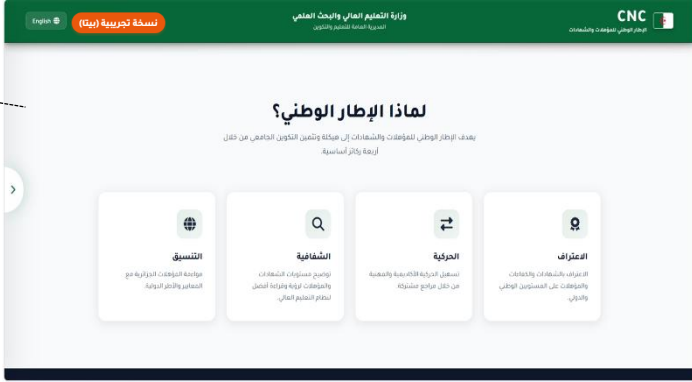 CNC
الإطار الوطني للمؤهلات والشهادات
وزارة التعليم العالي والبحث العلمي
المديرية العامة للتعليم والتكوين
نسخة تجريبية (بيتا)
English
لماذا الإطار الوطني؟
يهدف الإطار الوطني للمؤهلات والشهادات إلى هيكلة وتثمين التكوين الجامعي من خلال
أربعة ركائز أساسية.
الاعتراف
الاعتراف بالشهادات والكفاءات
والمؤهلات على المستويين الوطني
والدولي.
الحركية
تسهيل الحركية الأكاديمية والمهنية
من خلال مراجع مشتركة
الشفافية
توضيح مستويات الشهادات
والمؤهلات لرؤية وقراءة أفضل
لنظام التعليم العالي.
التنسيق
مواءمة المؤهلات الجزائرية مع
المعايير والأطر الدولية.